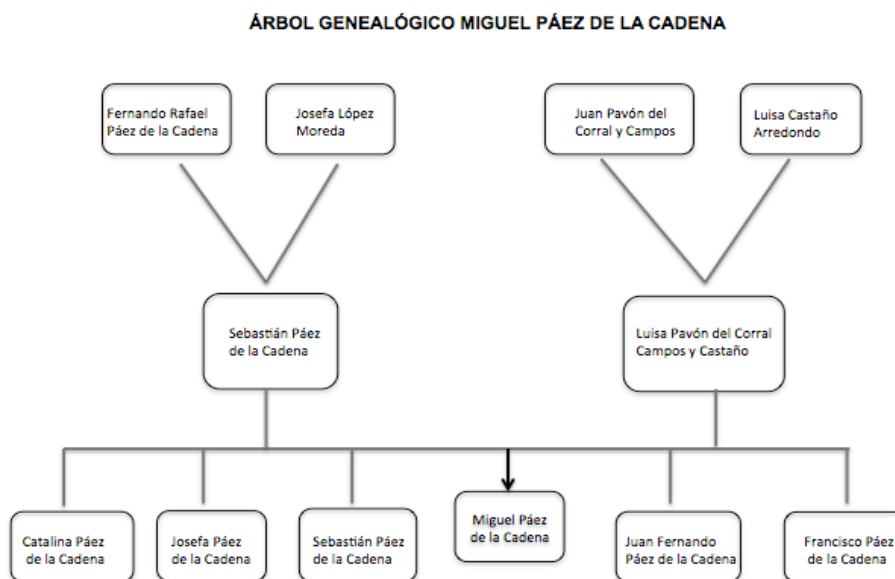 ÁRBOL GENEALÓGICO MIGUEL PÁEZ DE LA CADENA
Fernando Rafael
Páez de la Cadena
Josefa López
Moreda
Juan Pavón del
Corral y Campos
Luisa Castaño
Arredondo
Sebastián Páez
de la Cadena
Luisa Pavón del Corral
Campos y Castaño
Catalina Páez
de la Cadena
Josefa Páez
de la Cadena
Sebastián Páez
de la Cadena
Miguel Páez
de la Cadena
Juan Fernando
Páez de la Cadena
Francisco Páez
de la Cadena